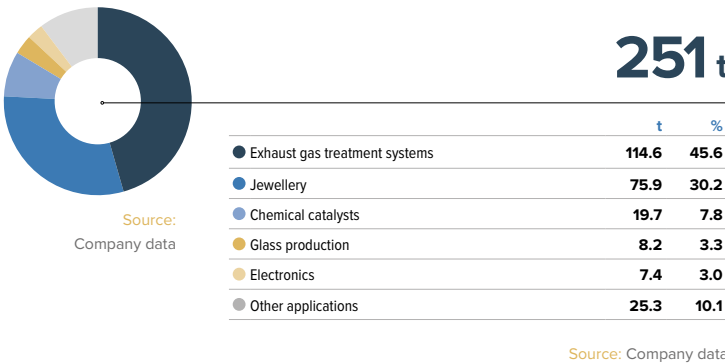 251 t
t %
Exhaust gas treatment systems 114.6 45.6
Jewellery 75.9 30.2
Chemical catalysts 19.7 7.8
Glass production 8.2 3.3
Electronics 7.4 3.0
Other applications 25.3 10.1
Source:
Company data
Source: Company data